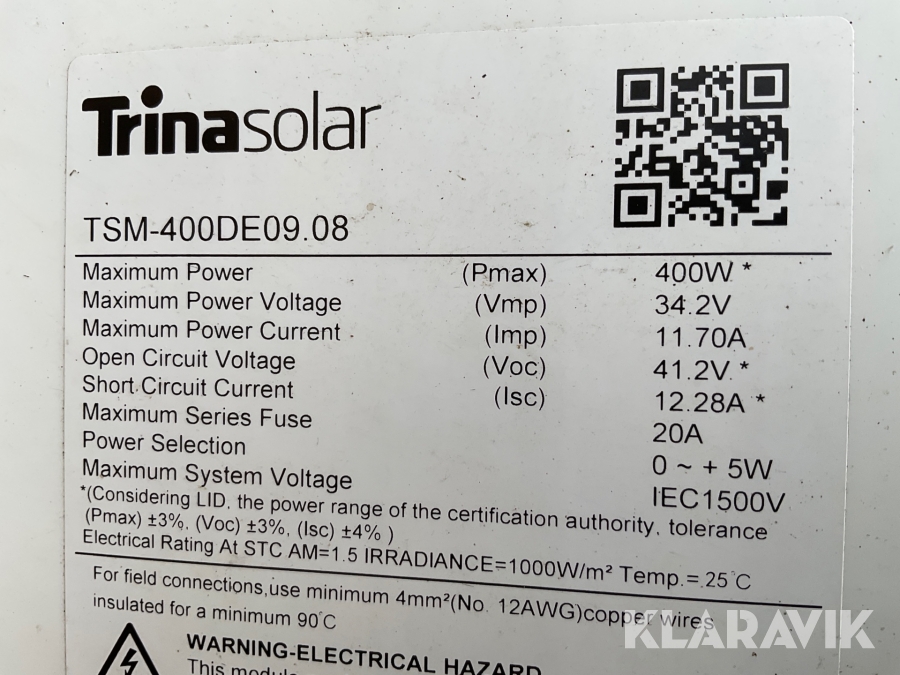 Trinasolar
TSM-400DE09.08
Maximum Power (Pmax) 400W *
Maximum Power Voltage (Vmp) 34.2V
Maximum Power Current (Imp) 11.70A
Open Circuit Voltage (Voc) 41.2V *
Short Circuit Current (Isc) 12.28A *
Maximum Series Fuse 20A
Power Selection 0 ~ + 5W
Maximum System Voltage IEC1500V
*(Considering LID, the power range of the certification authority, tolerance
(Pmax) ±3%, (Voc) ±3%, (Isc) ±4% )
Electrical Rating At STC AM=1.5 IRRADIANCE=1000W/m² Temp.=25°C
For field connections,use minimum 4mm²(No. 12AWG)copper wires
insulated for a minimum 90°C
WARNING-ELECTRICAL HAZARD
This modu
KLARAVIK